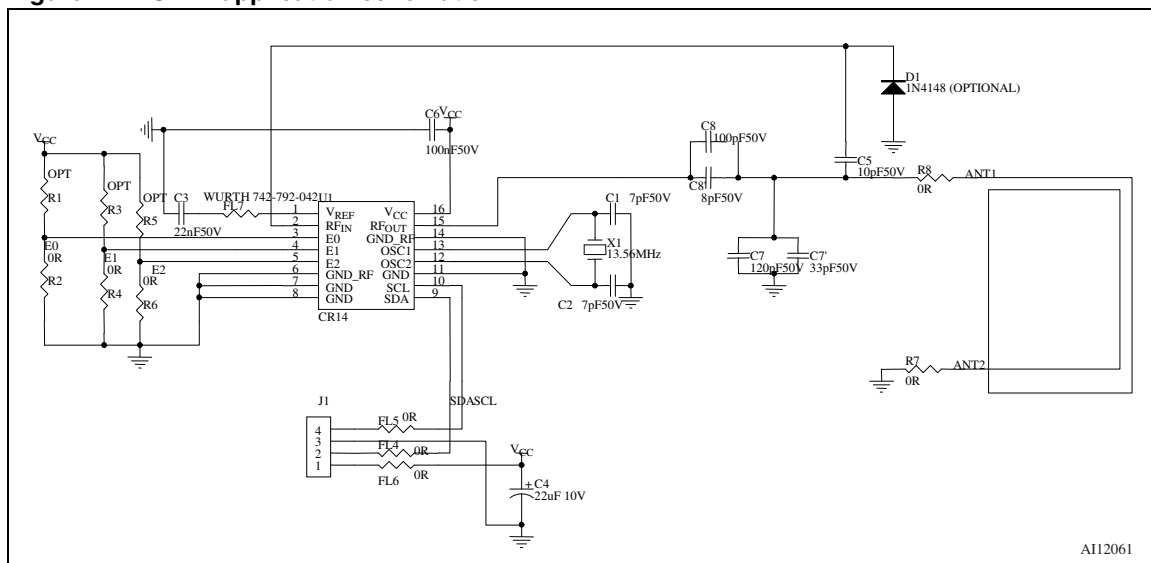 D1
1N4148 (OPTIONAL)
C6
VCC
100nF50V
C8
100pF50V
C8'
8pF50V
C5
10pF50V
R8
0R
ANT1
VCC
OPT
R1
OPT
R3
OPT
R5
C3
22nF50V
WURTH 742-792-042
FL7
U1
1 VREF VCC 16
2 RFIN RFOUT 15
3 E0 GND_RF 14
4 E1 OSC1 13
5 E2 OSC2 12
6 GND_RF GND 11
7 GND SCL 10
8 GND SDA 9
CR14
C1 7pF50V
X1
13.56MHz
C2 7pF50V
E0
0R
R2
E1
0R
R4
E2
0R
R6
C7
120pF50V
C7'
33pF50V
R7
0R
ANT2
J1
SDASCL
4
3
2
1
FL5 0R
FL4 0R
FL6 0R
VCC
+ C4
22uF 10V
AI12061